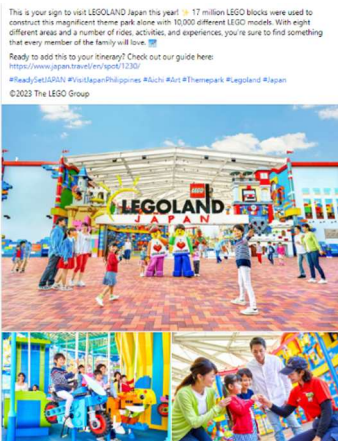 This is your sign to visit LEGOLAND Japan this year! ✨ 17 million LEGO blocks were used to
construct this magnificent theme park alone with 10,000 different LEGO models. With eight
different areas and a number of rides, activities, and experiences, you're sure to find something
that every member of the family will love.
Ready to add this to your itinerary? Check out our guide here:
https://www.japan.travel/en/spot/1230/
#ReadySetJAPAN #VisitJapanPhilippines #Aichi #Art #Themepark #Legoland #Japan
©2023 The LEGO Group
LEGO
LEGOLAND
JAPAN